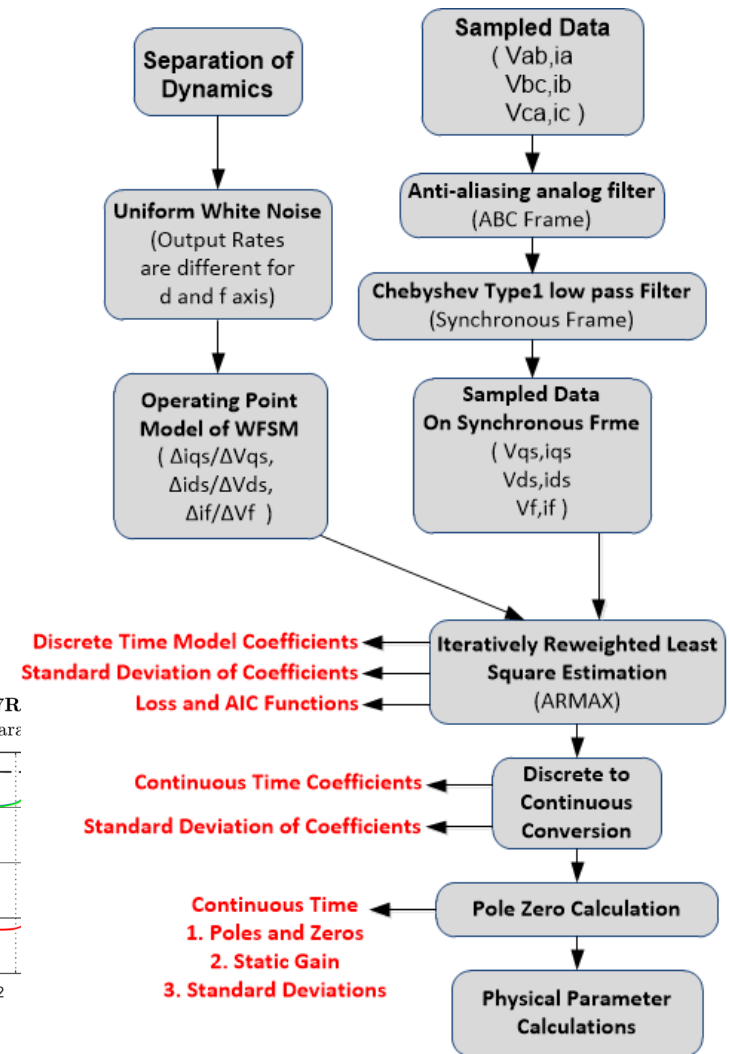 Separation of
Dynamics
Uniform White Noise
(Output Rates
are different for
d and f axis)
Operating Point
Model of WFSM
( Δiqs/ΔVqs,
Δids/ΔVds,
Δif/ΔVf )
Sampled Data
( Vab,ia
Vbc,ib
Vca,ic )
Anti-aliasing analog filter
(ABC Frame)
Chebyshev Type1 low pass Filter
(Synchronous Frame)
Sampled Data
On Synchronous Frme
( Vqs,iqs
Vds,ids
Vf,if )
Iteratively Reweighted Least
Square Estimation
(ARMAX)
Discrete Time Model Coefficients
Standard Deviation of Coefficients
Loss and AIC Functions
Discrete to
Continuous
Conversion
Continuous Time Coefficients
Standard Deviation of Coefficients
Pole Zero Calculation
Continuous Time
1. Poles and Zeros
2. Static Gain
3. Standard Deviations
Physical Parameter
Calculations
2